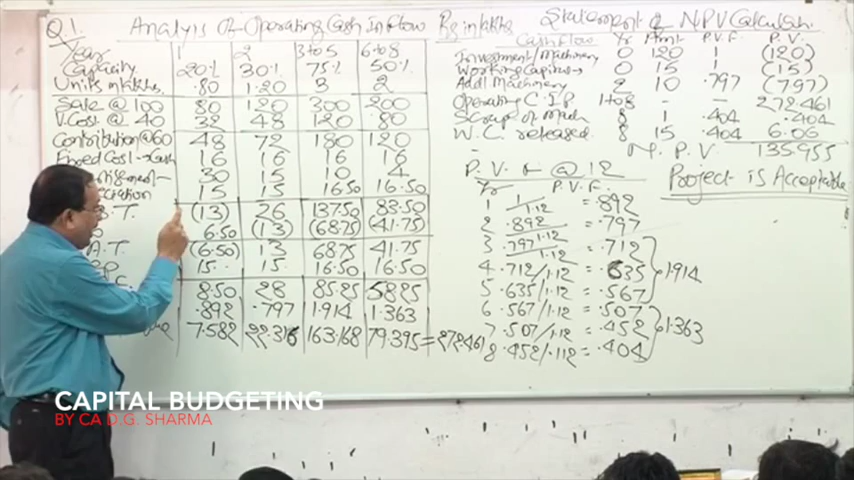 Q1. Analysis of Operating Cash Inflow Rs in lakhs
Year 1 2 3 to 5 6 to 8
Capacity 20% 30% 75% 50%
Units in lakhs .80 1.20 3 2
Sale @ 100 80 120 300 200
V. Cost @ 40 32 48 120 80
Contribution @ 60 48 72 180 120
Fixed Cost → Cash 16 16 16 16
30 15 10 4
15 15 16.50 16.50
T. (13) 26 137.50 83.50
6.50 (13) (68.75) (41.75)
A.T. (6.50) 13 68.75 41.75
15 15 16.50 16.50
8.50 28 85.25 58.25
.892 .797 1.914 1.363
7.582 22.316 163.168 79.395 = 272.461
Statement of NPV Calculation
Cashflow Yr Amt P.V.F. P.V.
Investment/Machinery 0 120 1 (120)
Working Capital 0 15 1 (15)
Addl Machinery 2 10 .797 (7.97)
Operating C.I.F 1 to 8 - - 272.461
Scrap of Mach 8 1 .404 .404
W.C. released 8 15 .404 6.06
N.P.V. 135.955
Project is Acceptable
P.V.F @ 12
Yr P.V.F.
1 1/1.12 = .892
2 .892/1.12 = .797
3 .797/1.12 = .712
4 .712/1.12 = .635
5 .635/1.12 = .567
1.914
6 .567/1.12 = .507
7 .507/1.12 = .452
8 .452/.112 = .404
1.363
CAPITAL BUDGETING
BY CA D.G. SHARMA